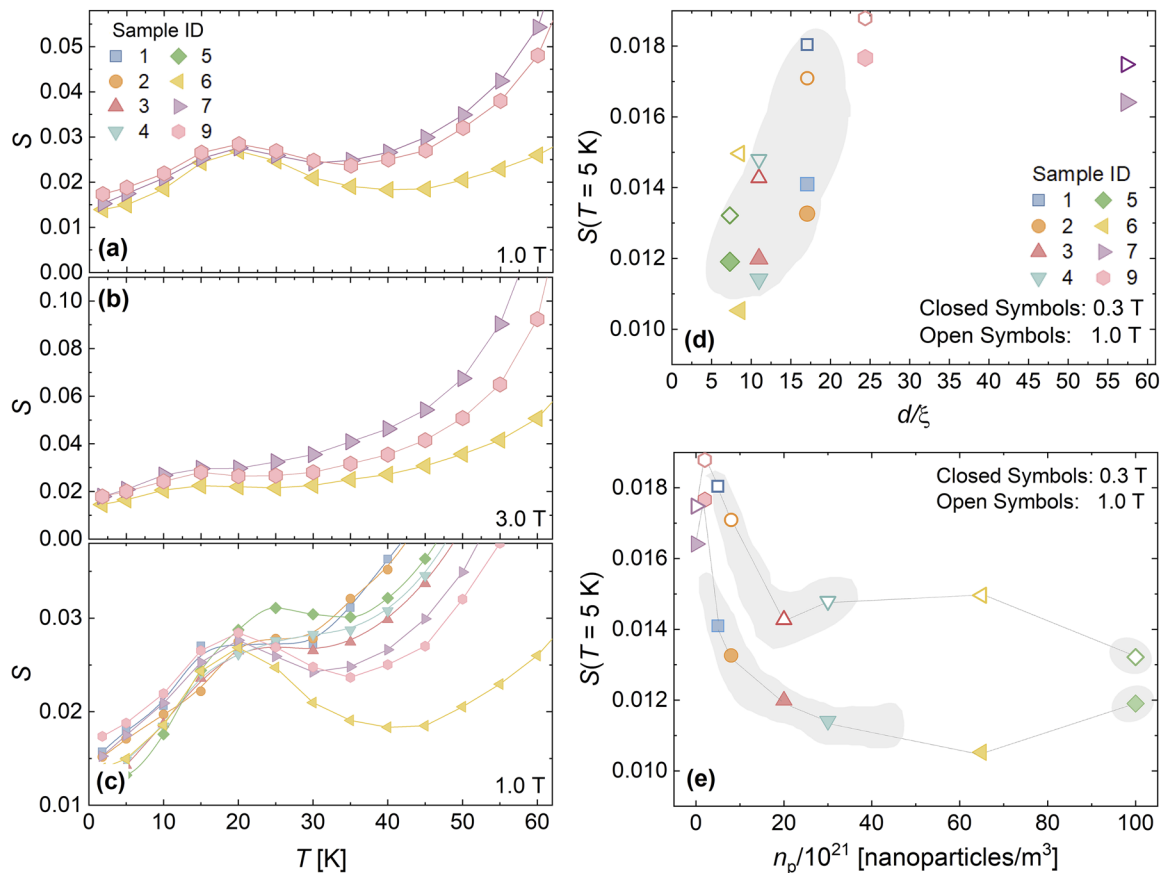 0.05
0.04
0.03
0.02
0.01
0.00
S
Sample ID
1 5
2 6
3 7
4 9
(a)
1.0 T
0.10
0.08
0.06
0.04
0.02
0.00
S
(b)
3.0 T
0.03
0.02
0.01
S
(c)
1.0 T
0 10 20 30 40 50 60
T [K]
0.018
0.016
0.014
0.012
0.010
S(T = 5 K)
Sample ID
1 5
2 6
3 7
4 9
Closed Symbols: 0.3 T
Open Symbols: 1.0 T
(d)
0 5 10 15 20 25 30 35 40 45 50 55 60
d/ξ
Closed Symbols: 0.3 T
Open Symbols: 1.0 T
0.018
0.016
0.014
0.012
0.010
S(T = 5 K)
(e)
0 20 40 60 80 100
nₚ/10²¹ [nanoparticles/m³]